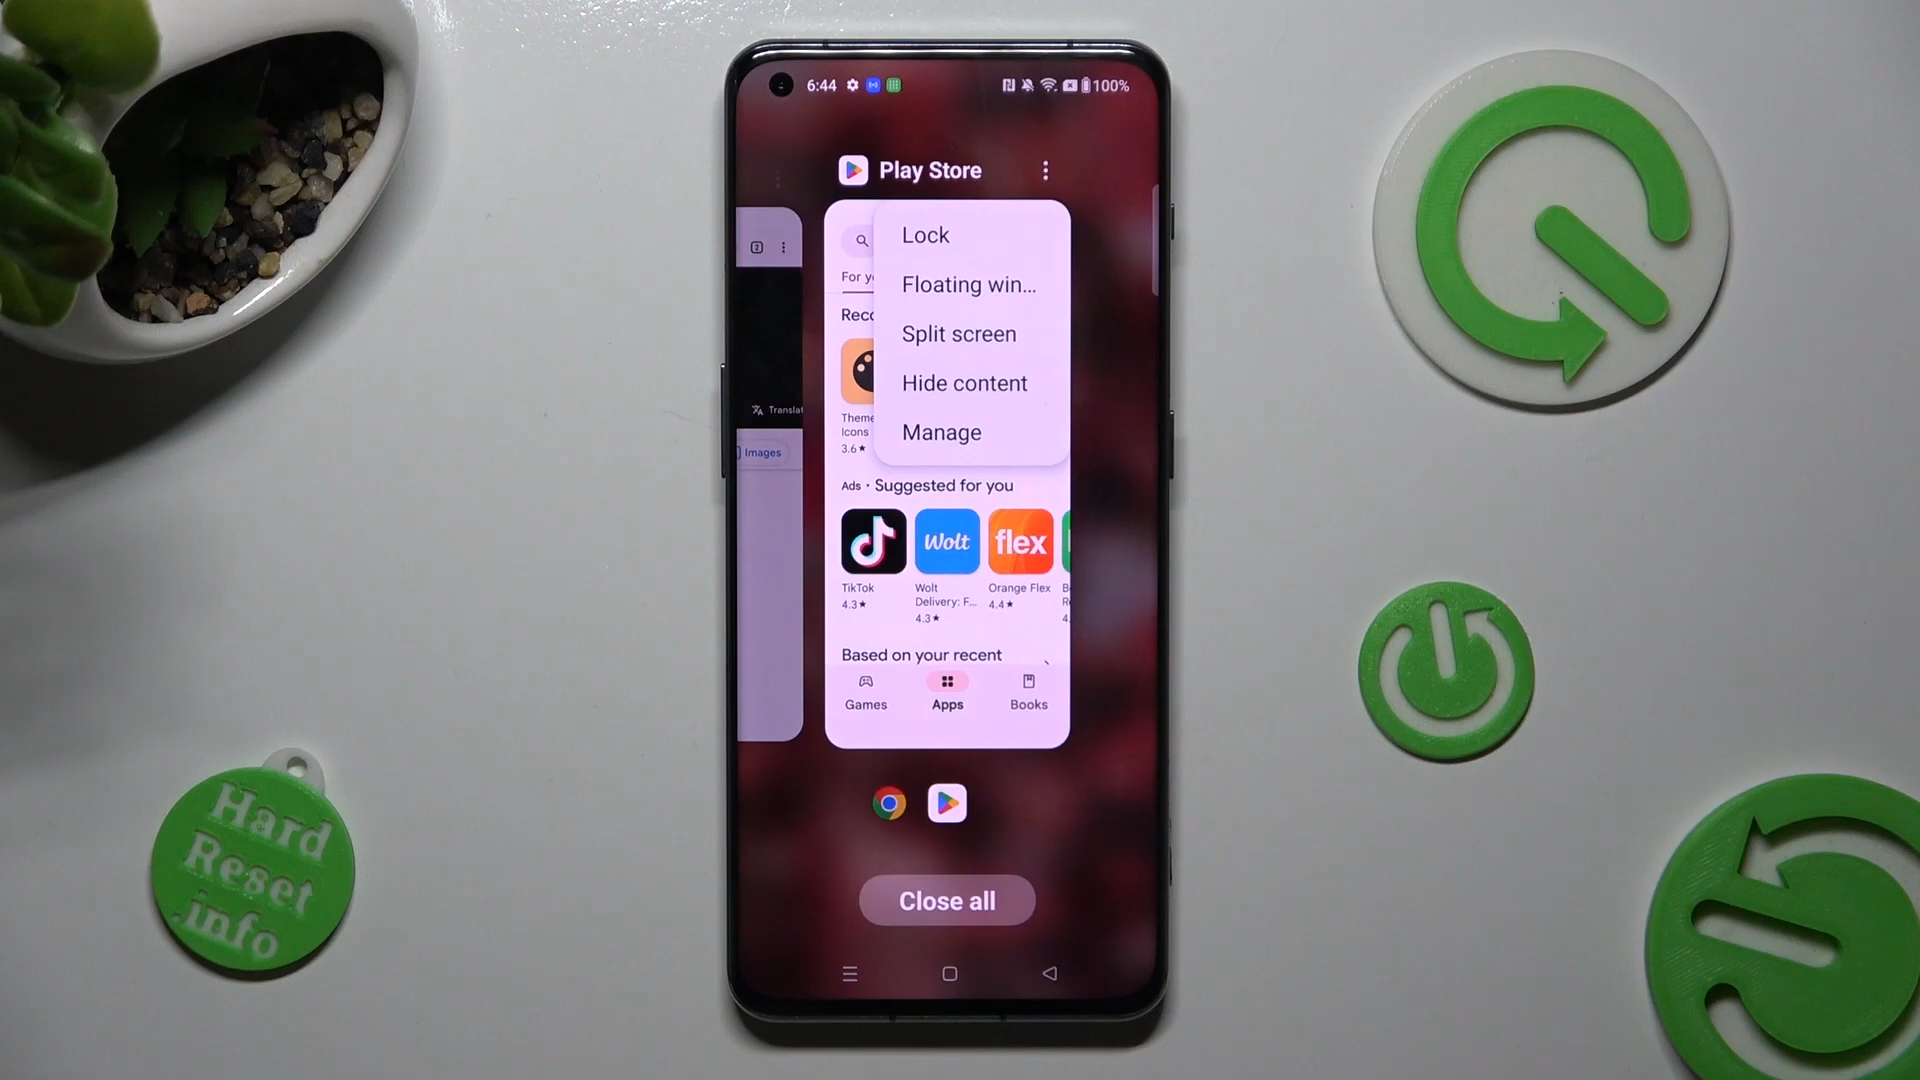 6:44
100%
Play Store
Lock
Floating win...
Split screen
Hide content
Manage
2
For yo
Reco
Theme
Icons
3.6★
Translat
Images
Ads · Suggested for you
Wolt
flex
TikTok
4.3★
Wolt
Delivery: F...
4.3★
Orange Flex
4.4★
B
R
4.
Based on your recent
Games
Apps
Books
Close all
Hard
Reset
.info